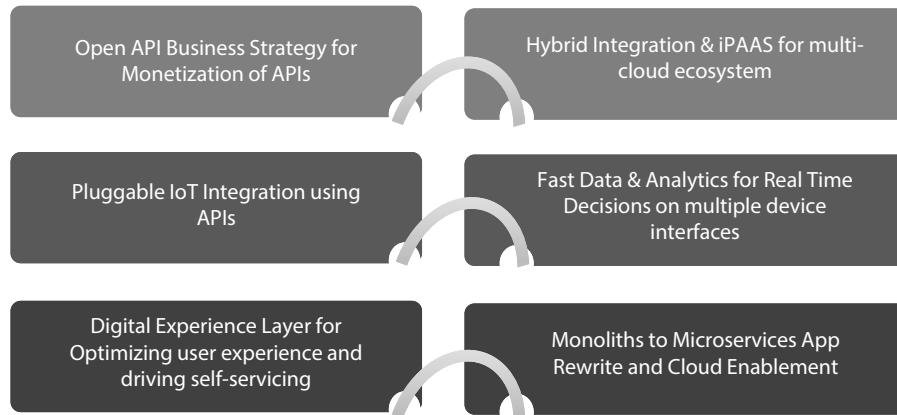 Open API Business Strategy for
Monetization of APIs
Hybrid Integration & iPAAS for multi-
cloud ecosystem
Pluggable IoT Integration using
APIs
Fast Data & Analytics for Real Time
Decisions on multiple device
interfaces
Digital Experience Layer for
Optimizing user experience and
driving self-servicing
Monoliths to Microservices App
Rewrite and Cloud Enablement